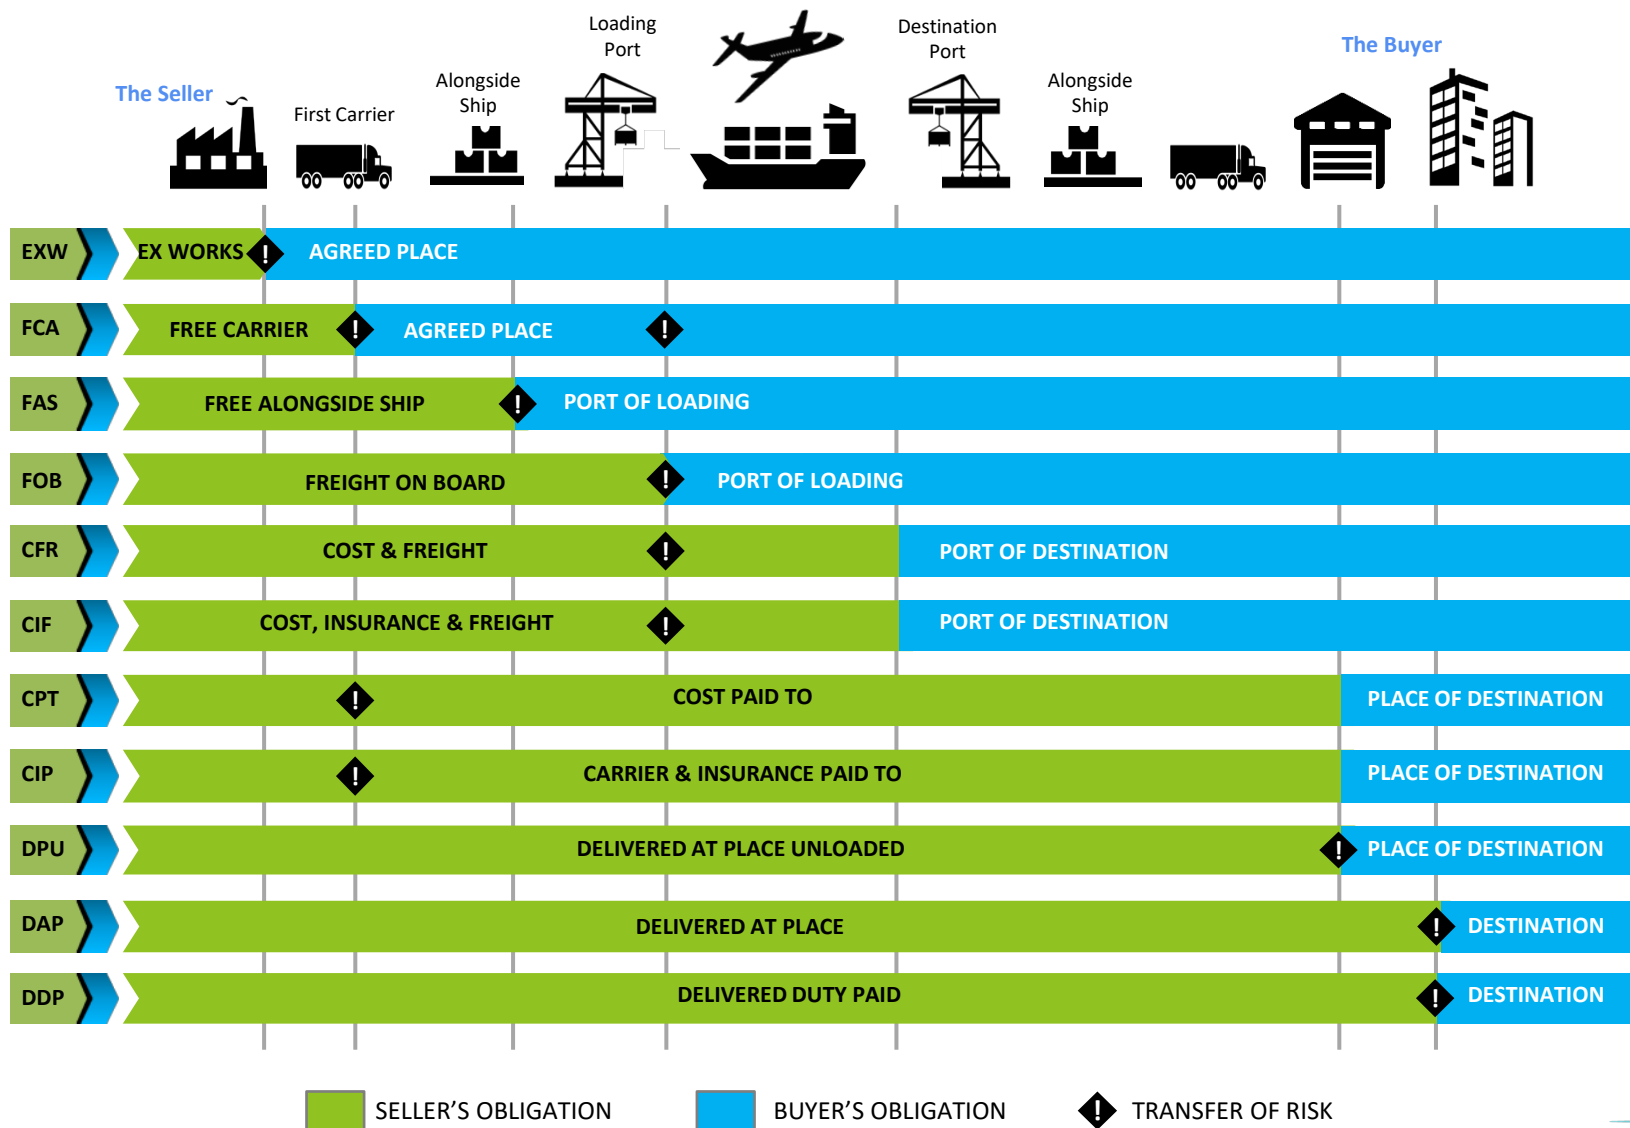 The Seller
First Carrier
Alongside
Ship
Loading
Port
Destination
Port
Alongside
Ship
The Buyer
EXW EX WORKS ! AGREED PLACE
FCA FREE CARRIER ! AGREED PLACE !
FAS FREE ALONGSIDE SHIP ! PORT OF LOADING
FOB FREIGHT ON BOARD ! PORT OF LOADING
CFR COST & FREIGHT ! PORT OF DESTINATION
CIF COST, INSURANCE & FREIGHT ! PORT OF DESTINATION
CPT ! COST PAID TO PLACE OF DESTINATION
CIP ! CARRIER & INSURANCE PAID TO PLACE OF DESTINATION
DPU DELIVERED AT PLACE UNLOADED ! PLACE OF DESTINATION
DAP DELIVERED AT PLACE ! DESTINATION
DDP DELIVERED DUTY PAID ! DESTINATION
SELLER'S OBLIGATION BUYER'S OBLIGATION ! TRANSFER OF RISK